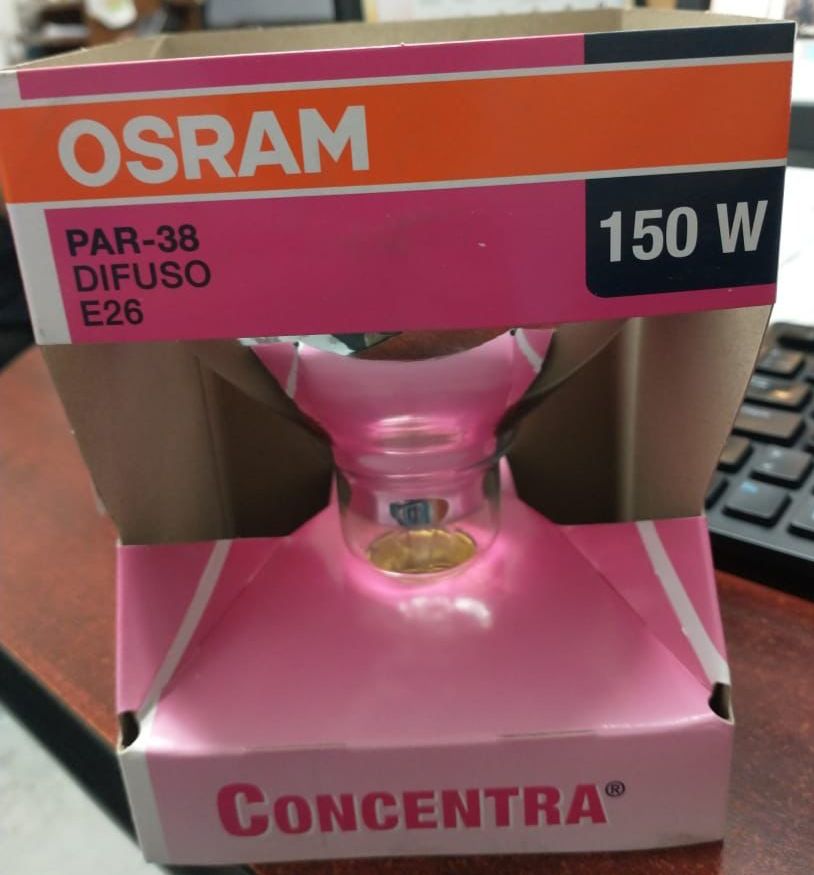 OSRAM
PAR-38
DIFUSO
E26
150 W
CONCENTRA®